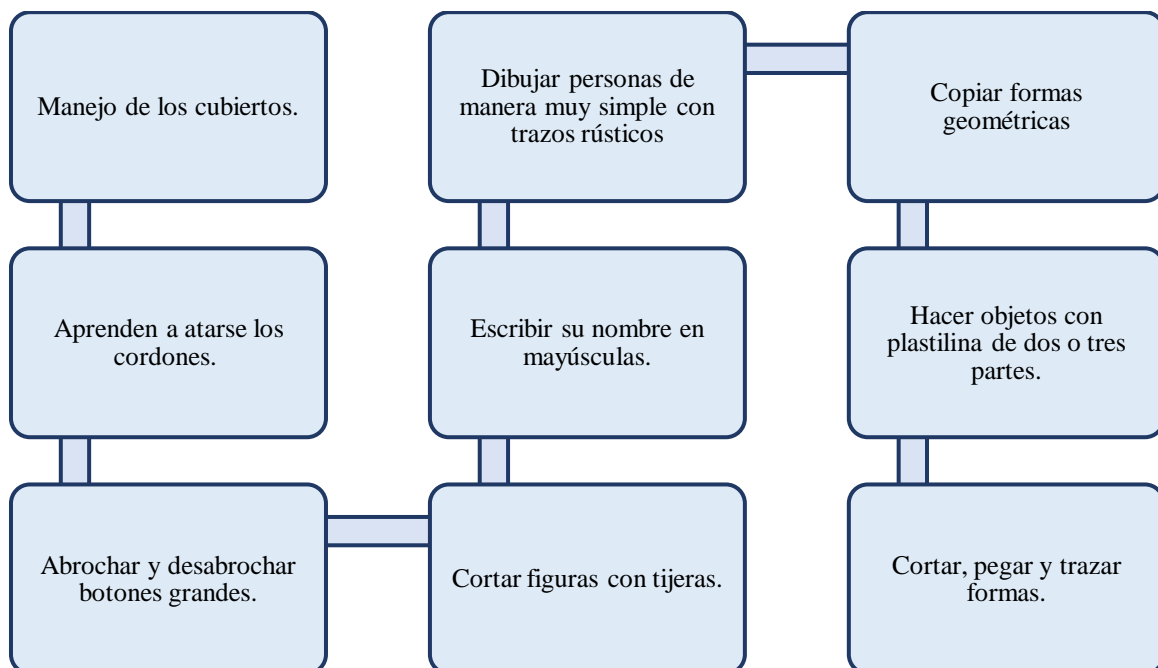 Manejo de los cubiertos.
Aprenden a atarse los
cordones.
Abrochar y desabrochar
botones grandes.
Cortar figuras con tijeras.
Escribir su nombre en
mayúsculas.
Dibujar personas de
manera muy simple con
trazos rústicos
Copiar formas
geométricas
Hacer objetos con
plastilina de dos o tres
partes.
Cortar, pegar y trazar
formas.